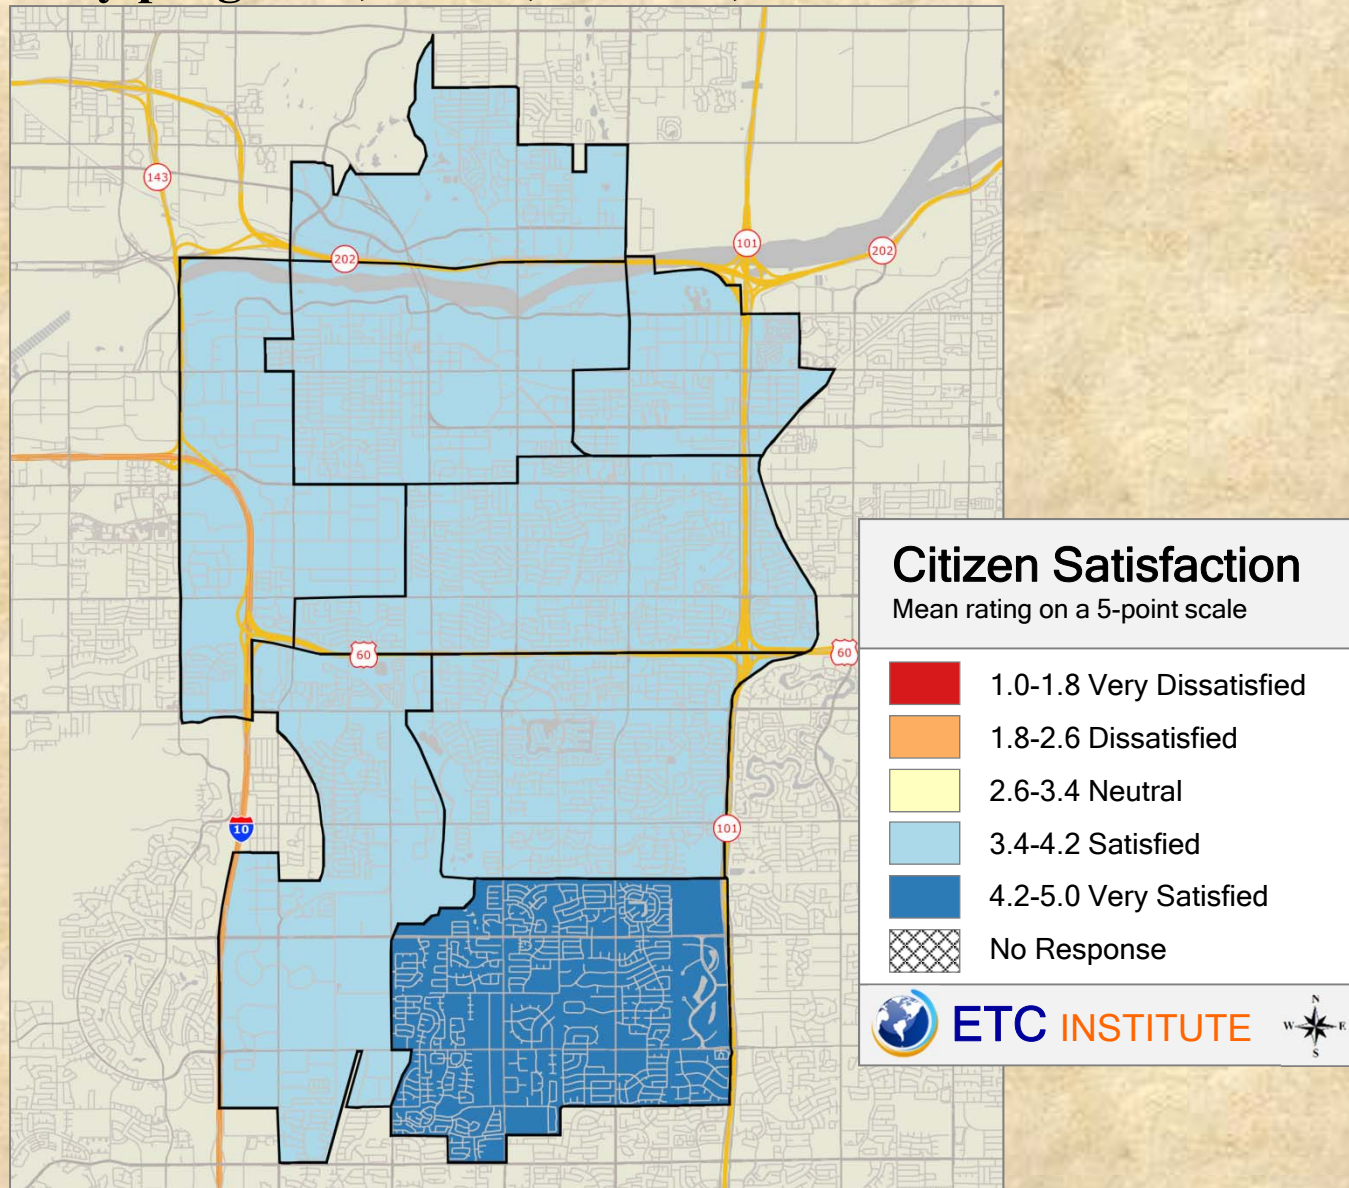 143
202
101
202
60
60
10
101
Citizen Satisfaction
Mean rating on a 5-point scale
1.0-1.8 Very Dissatisfied
1.8-2.6 Dissatisfied
2.6-3.4 Neutral
3.4-4.2 Satisfied
4.2-5.0 Very Satisfied
No Response
ETC INSTITUTE
N
W E
S